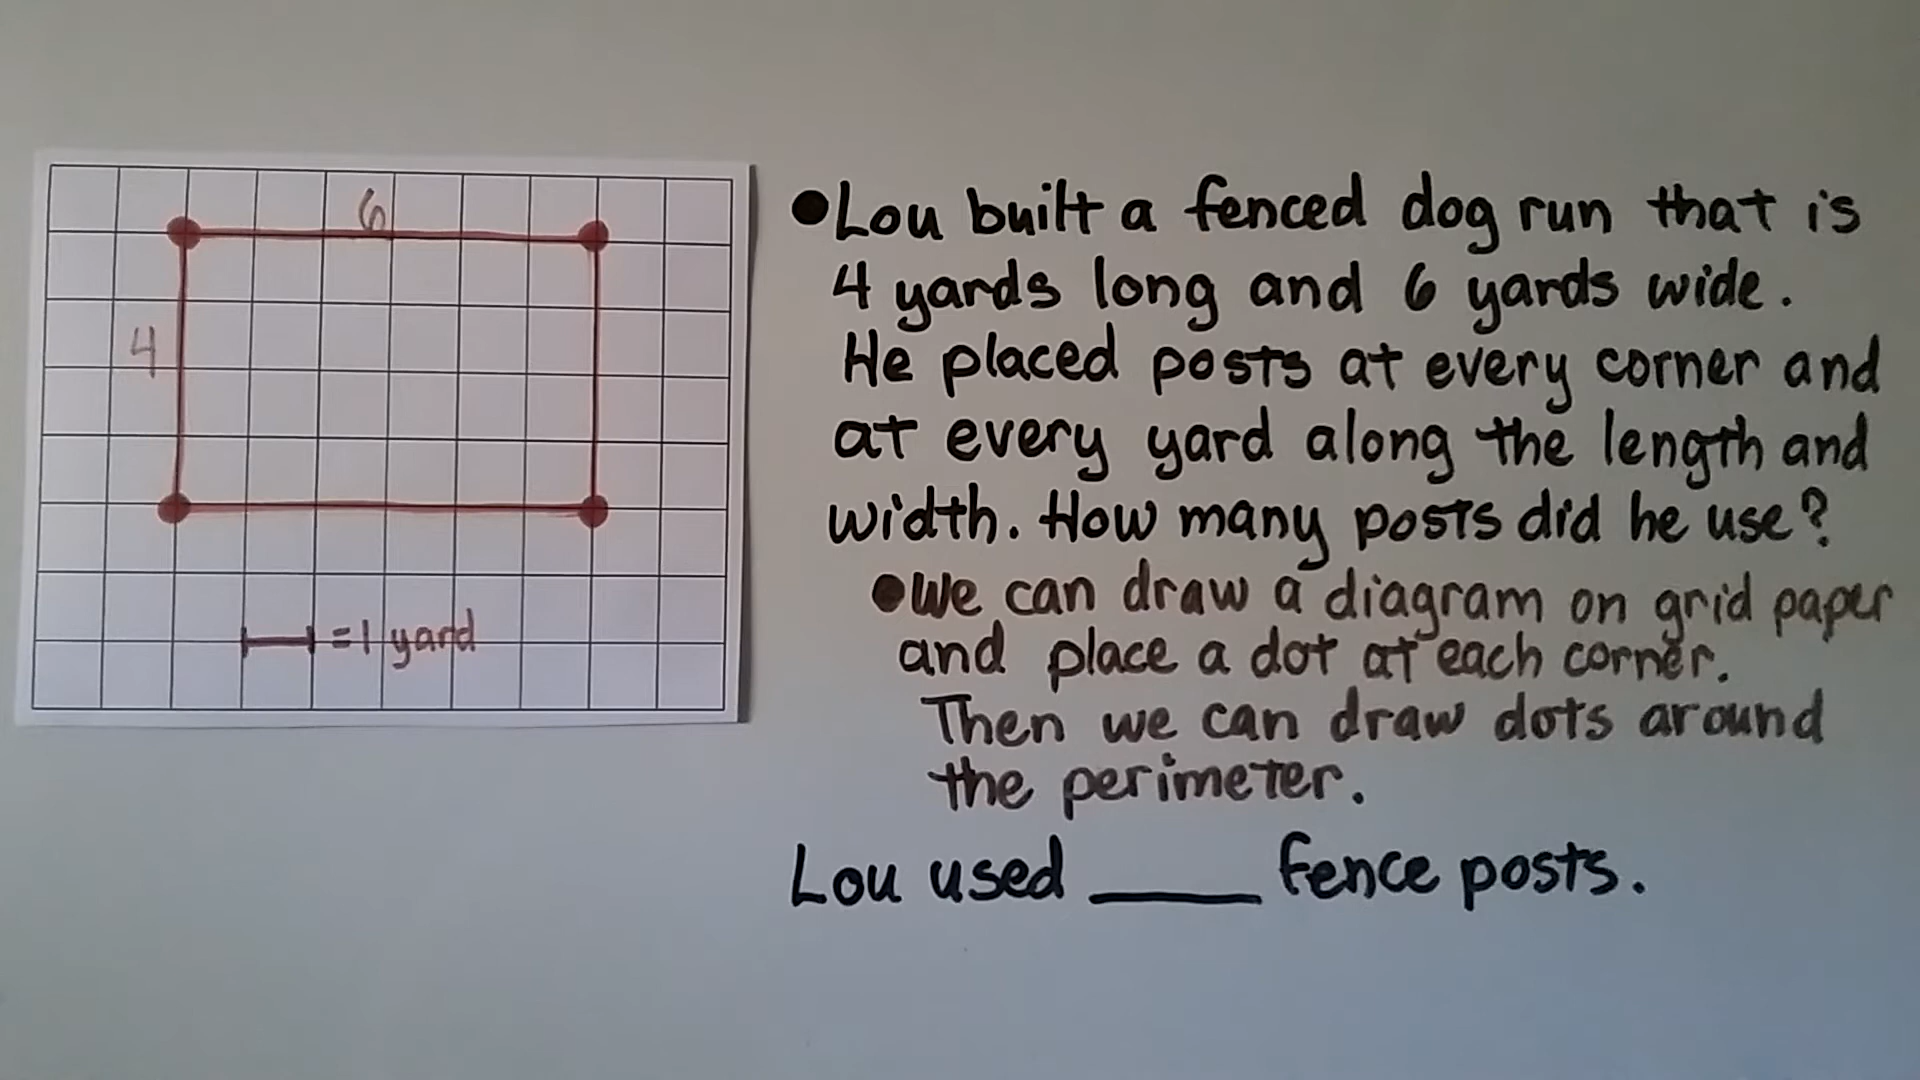 6
4
= 1 yard
●Lou built a fenced dog run that is
4 yards long and 6 yards wide.
He placed posts at every corner and
at every yard along the length and
width. How many posts did he use?
●We can draw a diagram on grid paper
and place a dot at each corner.
Then we can draw dots around
the perimeter.
Lou used ____ fence posts.